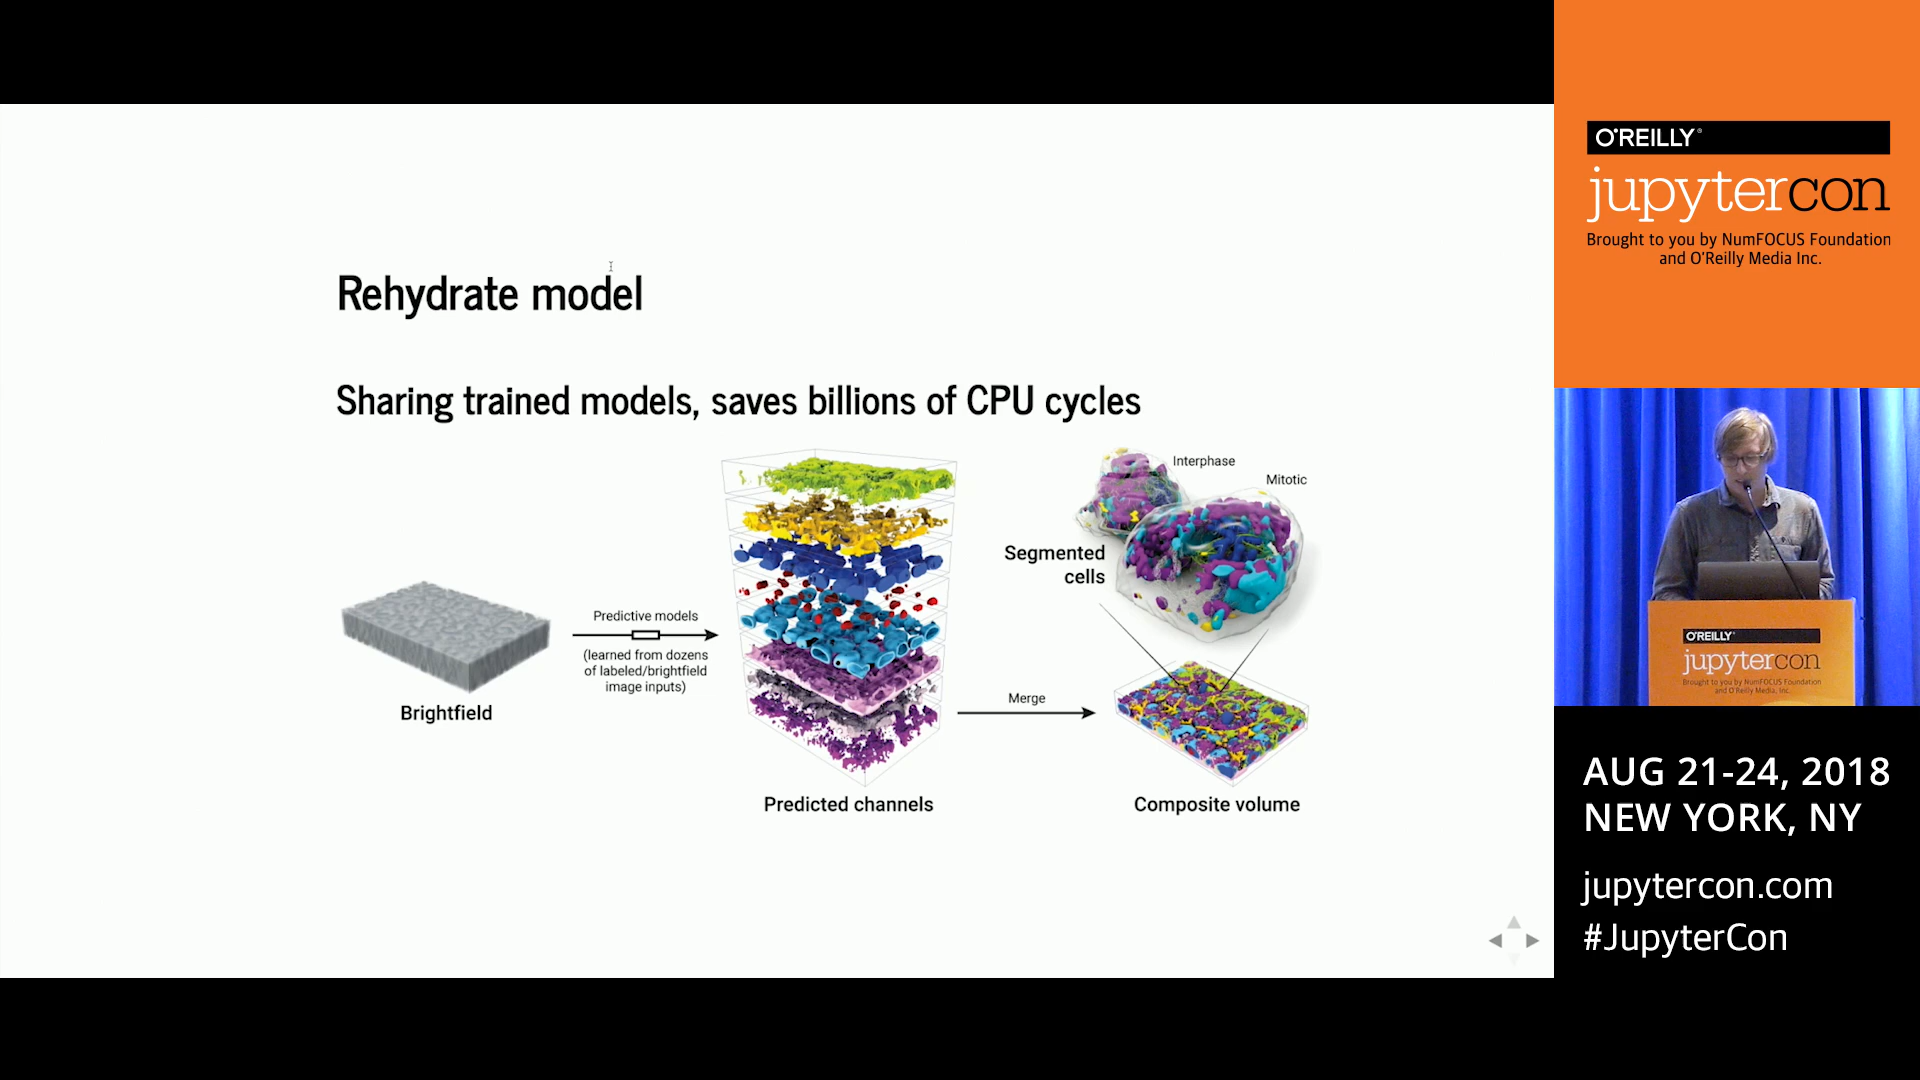 Rehydrate model
Sharing trained models, saves billions of CPU cycles
Interphase
Mitotic
Segmented
cells
Predictive models
(learned from dozens
of labeled/brightfield
image inputs)
Brightfield
Merge
Predicted channels
Composite volume
O'REILLY®
jupytercon
Brought to you by NumFOCUS Foundation
and O'Reilly Media Inc.
O'REILLY®
jupytercon
Brought to you by NumFOCUS Foundation
and O'Reilly Media, Inc.
AUG 21-24, 2018
NEW YORK, NY
jupytercon.com
#JupyterCon